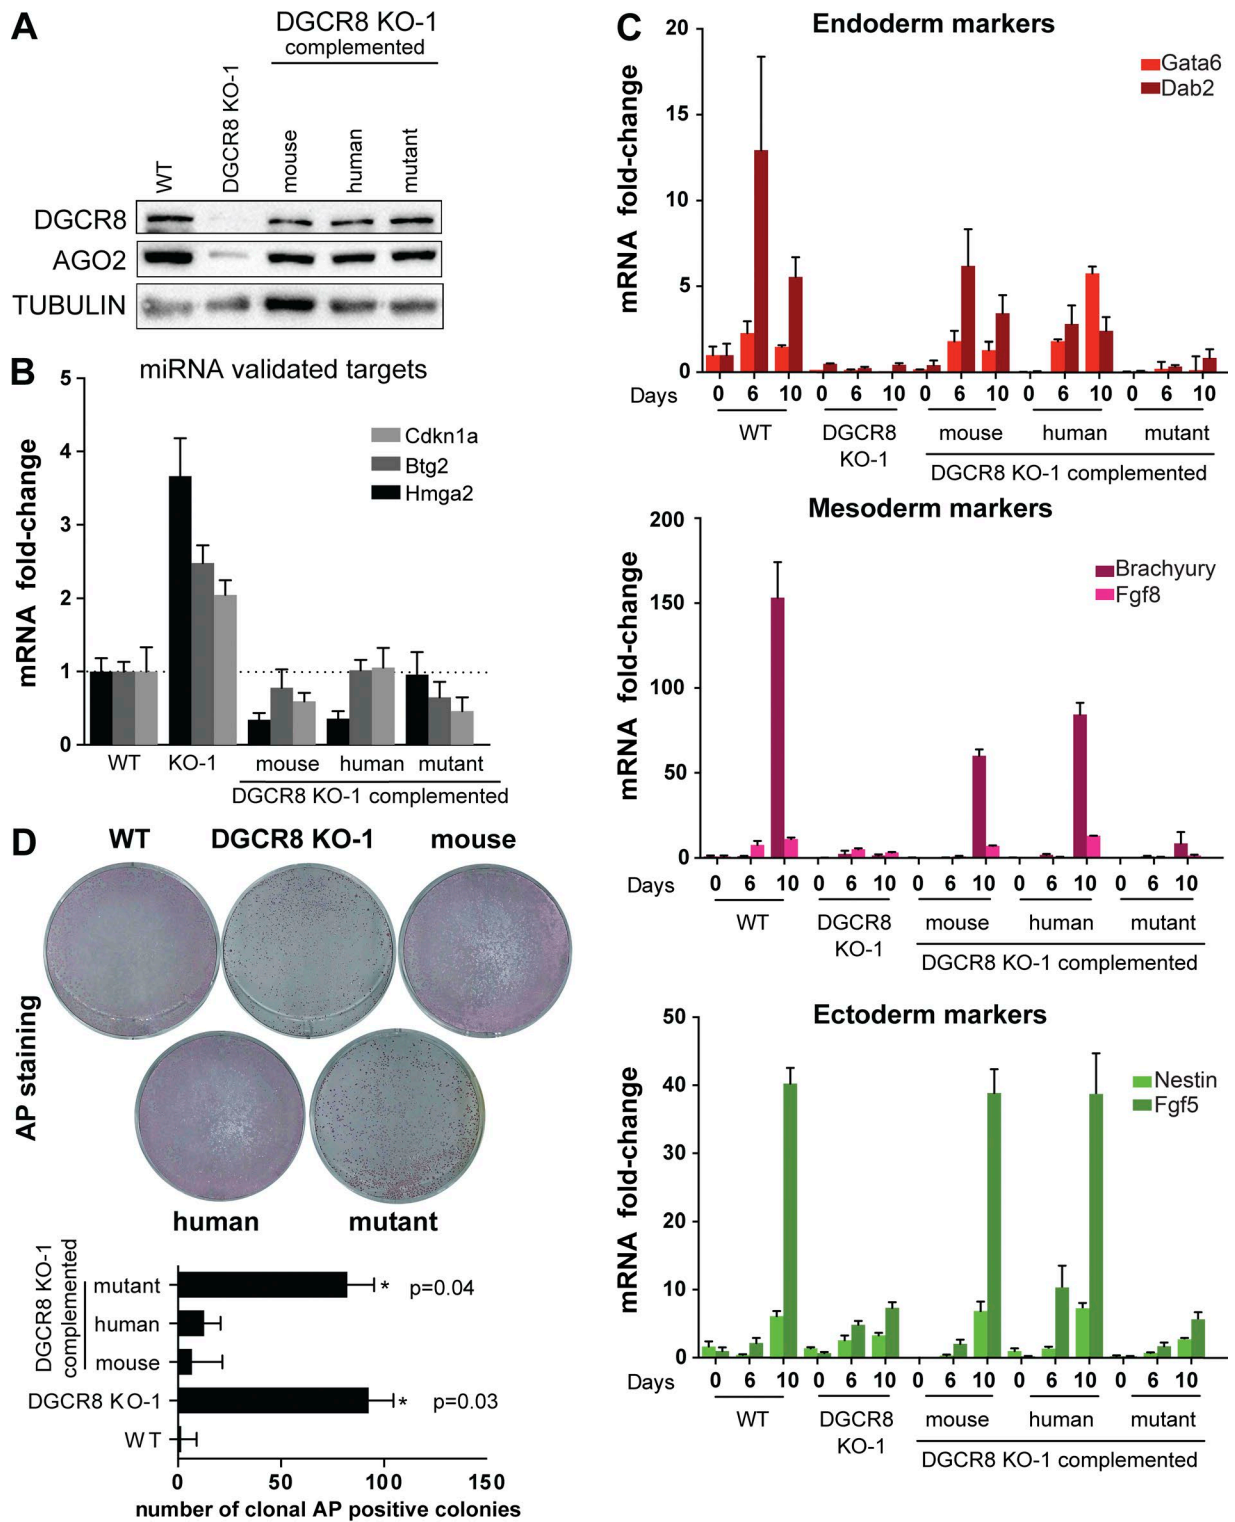 A
DGCR8 KO-1
complemented
WT
DGCR8 KO-1
mouse
human
mutant
DGCR8
AGO2
TUBULIN
B
miRNA validated targets
mRNA fold-change
5
4
3
2
1
0
Cdkn1a
Btg2
Hmga2
WT
KO-1
mouse
human
mutant
DGCR8 KO-1 complemented
C
Endoderm markers
mRNA fold-change
20
15
10
5
0
Gata6
Dab2
Days
0 6 10 0 6 10 0 6 10 0 6 10 0 6 10
WT
DGCR8
KO-1
mouse
human
mutant
DGCR8 KO-1 complemented
Mesoderm markers
mRNA fold-change
200
150
100
50
0
Brachyury
Fgf8
Days
0 6 10 0 6 10 0 6 10 0 6 10 0 6 10
WT
DGCR8
KO-1
mouse
human
mutant
DGCR8 KO-1 complemented
Ectoderm markers
mRNA fold-change
50
40
30
20
10
0
Nestin
Fgf5
Days
0 6 10 0 6 10 0 6 10 0 6 10 0 6 10
WT
DGCR8
KO-1
mouse
human
mutant
DGCR8 KO-1 complemented
D
WT
DGCR8 KO-1
mouse
AP staining
human
mutant
DGCR8 KO-1
complemented
mutant
* p=0.04
human
mouse
DGCR8 KO-1
* p=0.03
WT
0 50 100 150
number of clonal AP positive colonies